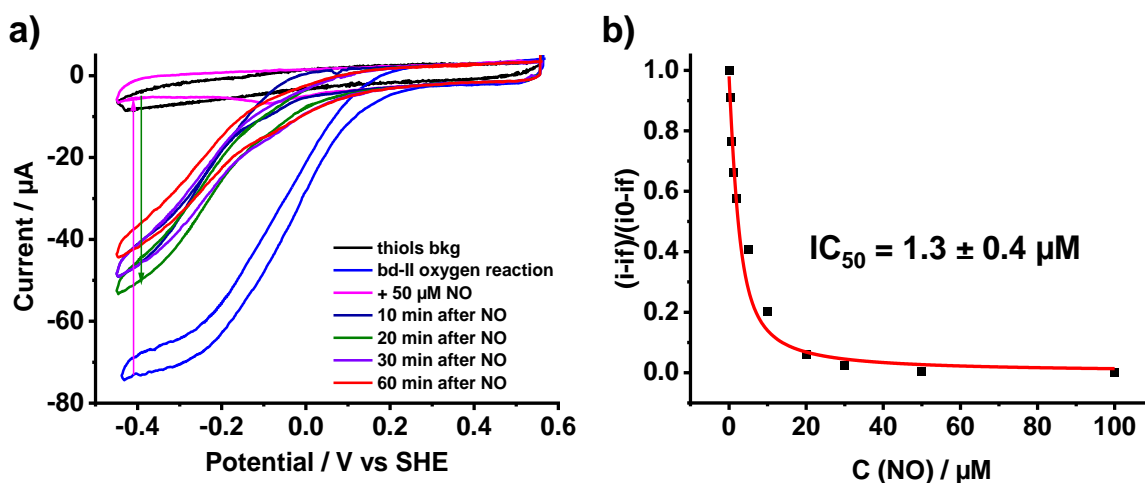 a)
0
-20
-40
-60
-80
Current / µA
-0.4 -0.2 0.0 0.2 0.4 0.6
Potential / V vs SHE
thiols bkg
bd-II oxygen reaction
+ 50 µM NO
10 min after NO
20 min after NO
30 min after NO
60 min after NO
b)
1.0
0.8
0.6
0.4
0.2
0.0
(i-if)/(i0-if)
IC50 = 1.3 ± 0.4 µM
0 20 40 60 80 100
C (NO) / µM